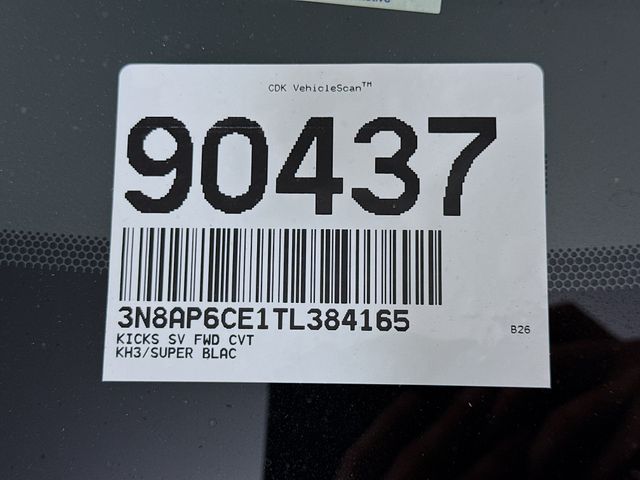 CDK VehicleScan™
90437
3N8AP6CE1TL384165
KICKS SV FWD CVT
KH3/SUPER BLAC
B26